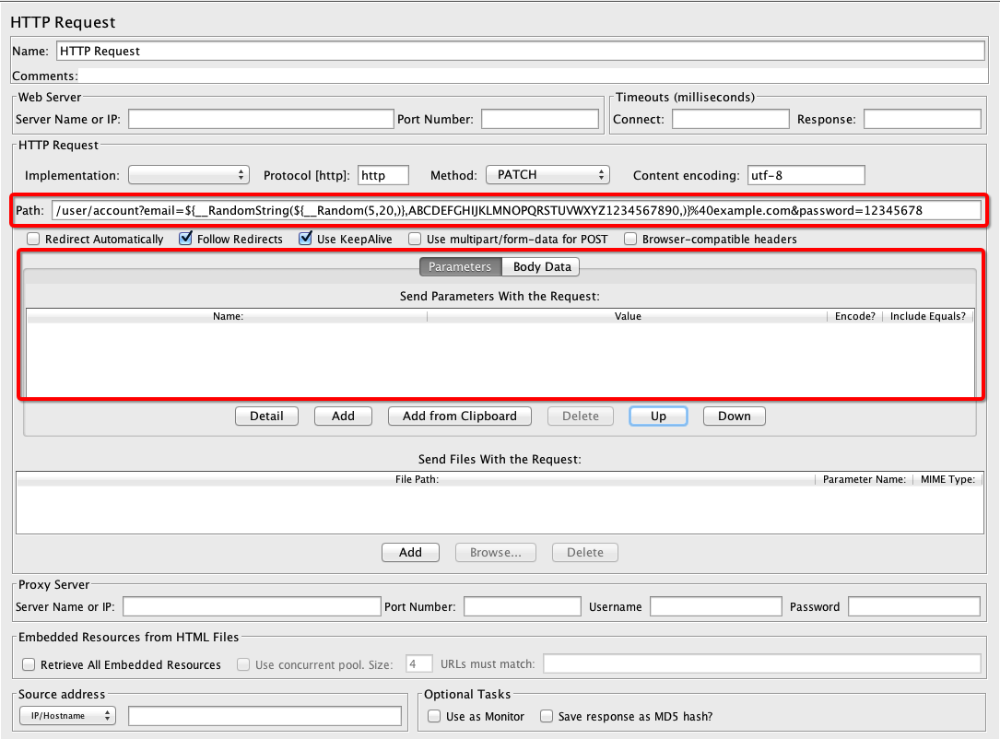 HTTP Request
Name: HTTP Request
Comments:
Web Server
Timeouts (milliseconds)
Server Name or IP: Port Number: Connect: Response:
HTTP Request
Implementation: Protocol [http]: http Method: PATCH Content encoding: utf-8
Path: /user/account?email=${__RandomString(${__Random(5,20,)},ABCDEFGHIJKLMNOPQRSTUVWXYZ1234567890,)}%40example.com&password=12345678
Redirect Automatically Follow Redirects Use KeepAlive Use multipart/form-data for POST Browser-compatible headers
Parameters Body Data
Send Parameters With the Request:
Name: Value Encode? Include Equals?
Detail Add Add from Clipboard Delete Up Down
Send Files With the Request:
File Path: Parameter Name: MIME Type:
Add Browse... Delete
Proxy Server
Server Name or IP: Port Number: Username Password
Embedded Resources from HTML Files
Retrieve All Embedded Resources Use concurrent pool. Size: 4 URLs must match:
Source address Optional Tasks
IP/Hostname Use as Monitor Save response as MD5 hash?